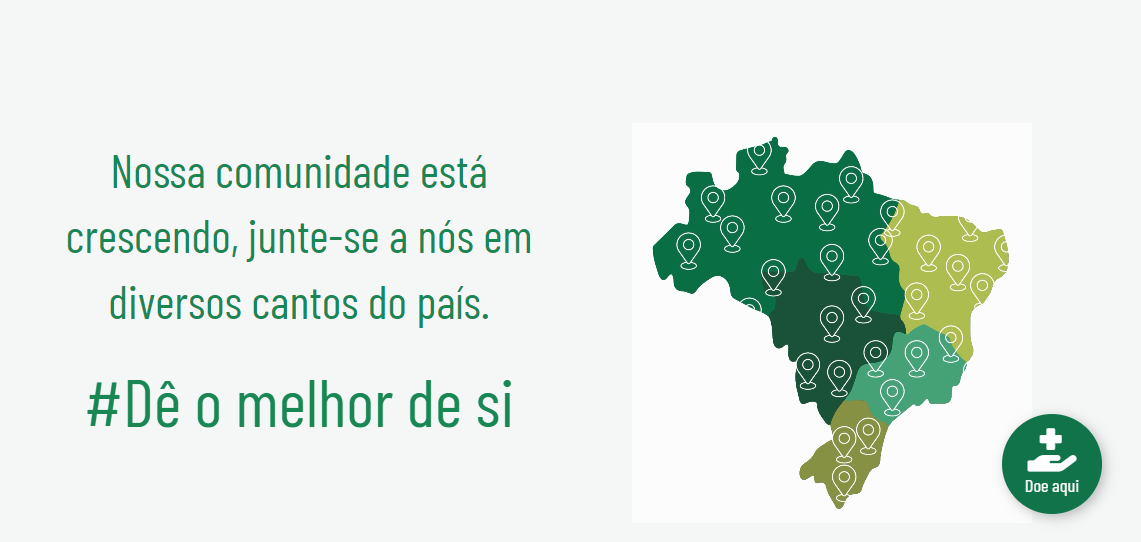 Nossa comunidade está
crescendo, junte-se a nós em
diversos cantos do país.
#Dê o melhor de si
Doe aqui